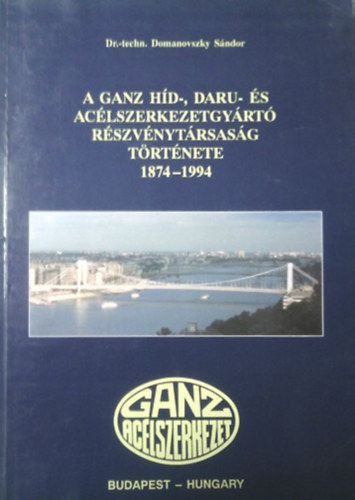 Dr.-techn. Domanovszky Sándor
A GANZ HÍD-, DARU- ÉS
ACÉLSZERKEZETGYÁRTÓ
RÉSZVÉNYTÁRSASÁG
TÖRTÉNETE
1874–1994
GANZ
ACÉLSZERKEZET
BUDAPEST – HUNGARY